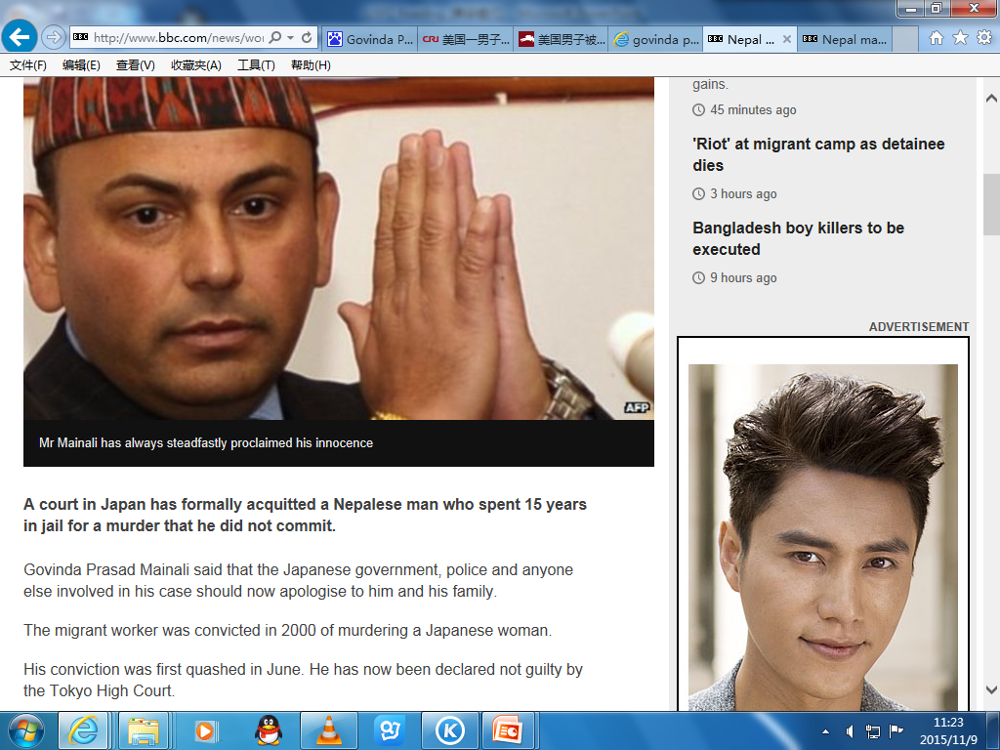 http://www.bbc.com/news/wor
Govinda P...
CRI 美国一男子...
美国男子被...
govinda p...
BBC Nepal ...
BBC Nepal ma...
文件(F) 编辑(E) 查看(V) 收藏夹(A) 工具(T) 帮助(H)
AFP
Mr Mainali has always steadfastly proclaimed his innocence
A court in Japan has formally acquitted a Nepalese man who spent 15 years
in jail for a murder that he did not commit.
Govinda Prasad Mainali said that the Japanese government, police and anyone
else involved in his case should now apologise to him and his family.
The migrant worker was convicted in 2000 of murdering a Japanese woman.
His conviction was first quashed in June. He has now been declared not guilty by
the Tokyo High Court.
gains.
45 minutes ago
'Riot' at migrant camp as detainee
dies
3 hours ago
Bangladesh boy killers to be
executed
9 hours ago
ADVERTISEMENT
11:23
2015/11/9